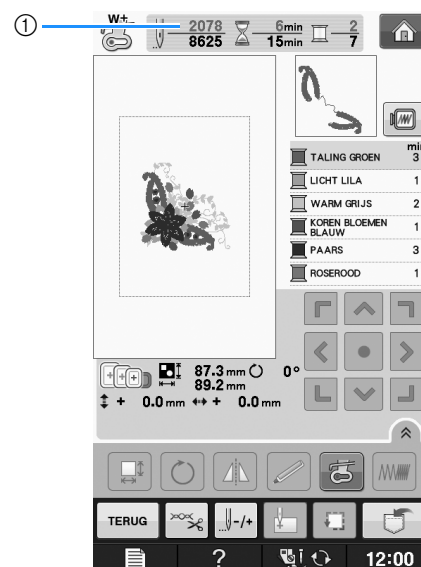 ①
W+
2078 6min 2
8625 15min 7
min
TALING GROEN 3
LICHT LILA 1
WARM GRIJS 2
KOREN BLOEMEN
BLAUW 1
PAARS 3
ROSEROOD 1
87.3 mm 0°
89.2 mm
+ 0.0 mm + 0.0 mm
TERUG -/+
? 12:00